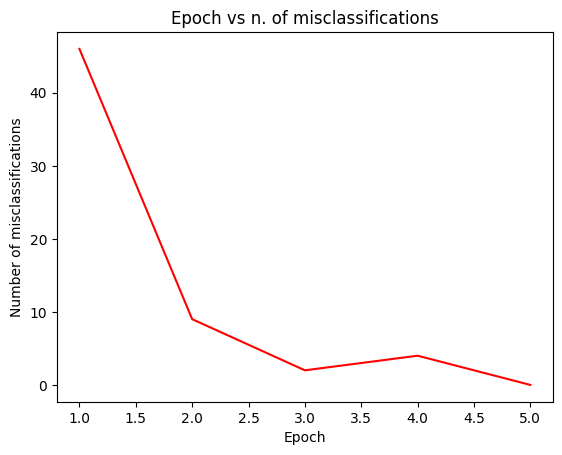 Epoch vs n. of misclassifications
Number of misclassifications
40
30
20
10
0
1.0 1.5 2.0 2.5 3.0 3.5 4.0 4.5 5.0
Epoch